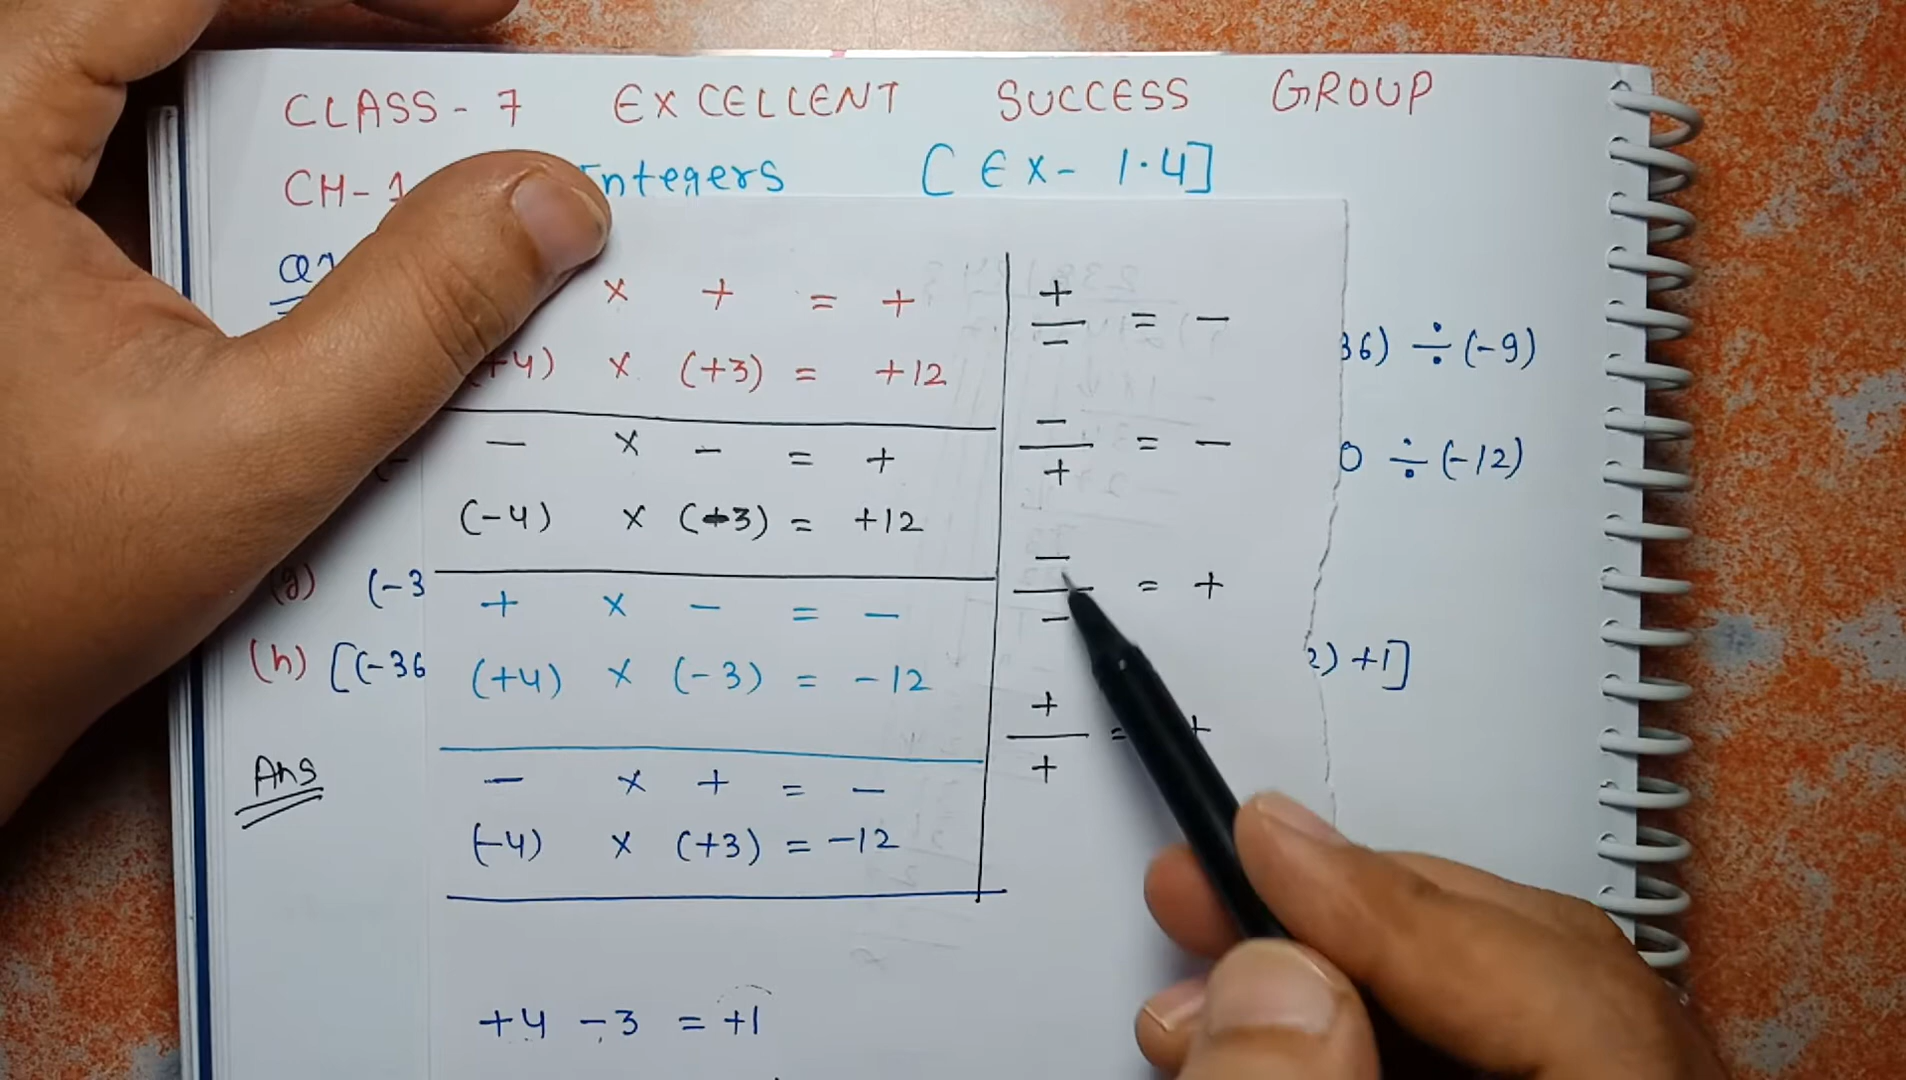 CLASS - 7 EXCELLENT SUCCESS GROUP
CH-1 Integers [EX- 1.4]
× + = +
+4) × (+3) = +12
- × - = +
(-4) × (-3) = +12
+ × - = -
(+4) × (-3) = -12
- × + = -
(-4) × (+3) = -12
+4 -3 = +1
+/- = -
-/+ = -
-/- = +
+/+ = +
36) ÷ (-9)
0 ÷ (-12)
(g) (-3
(h) [(-36
2) +1]
Ans